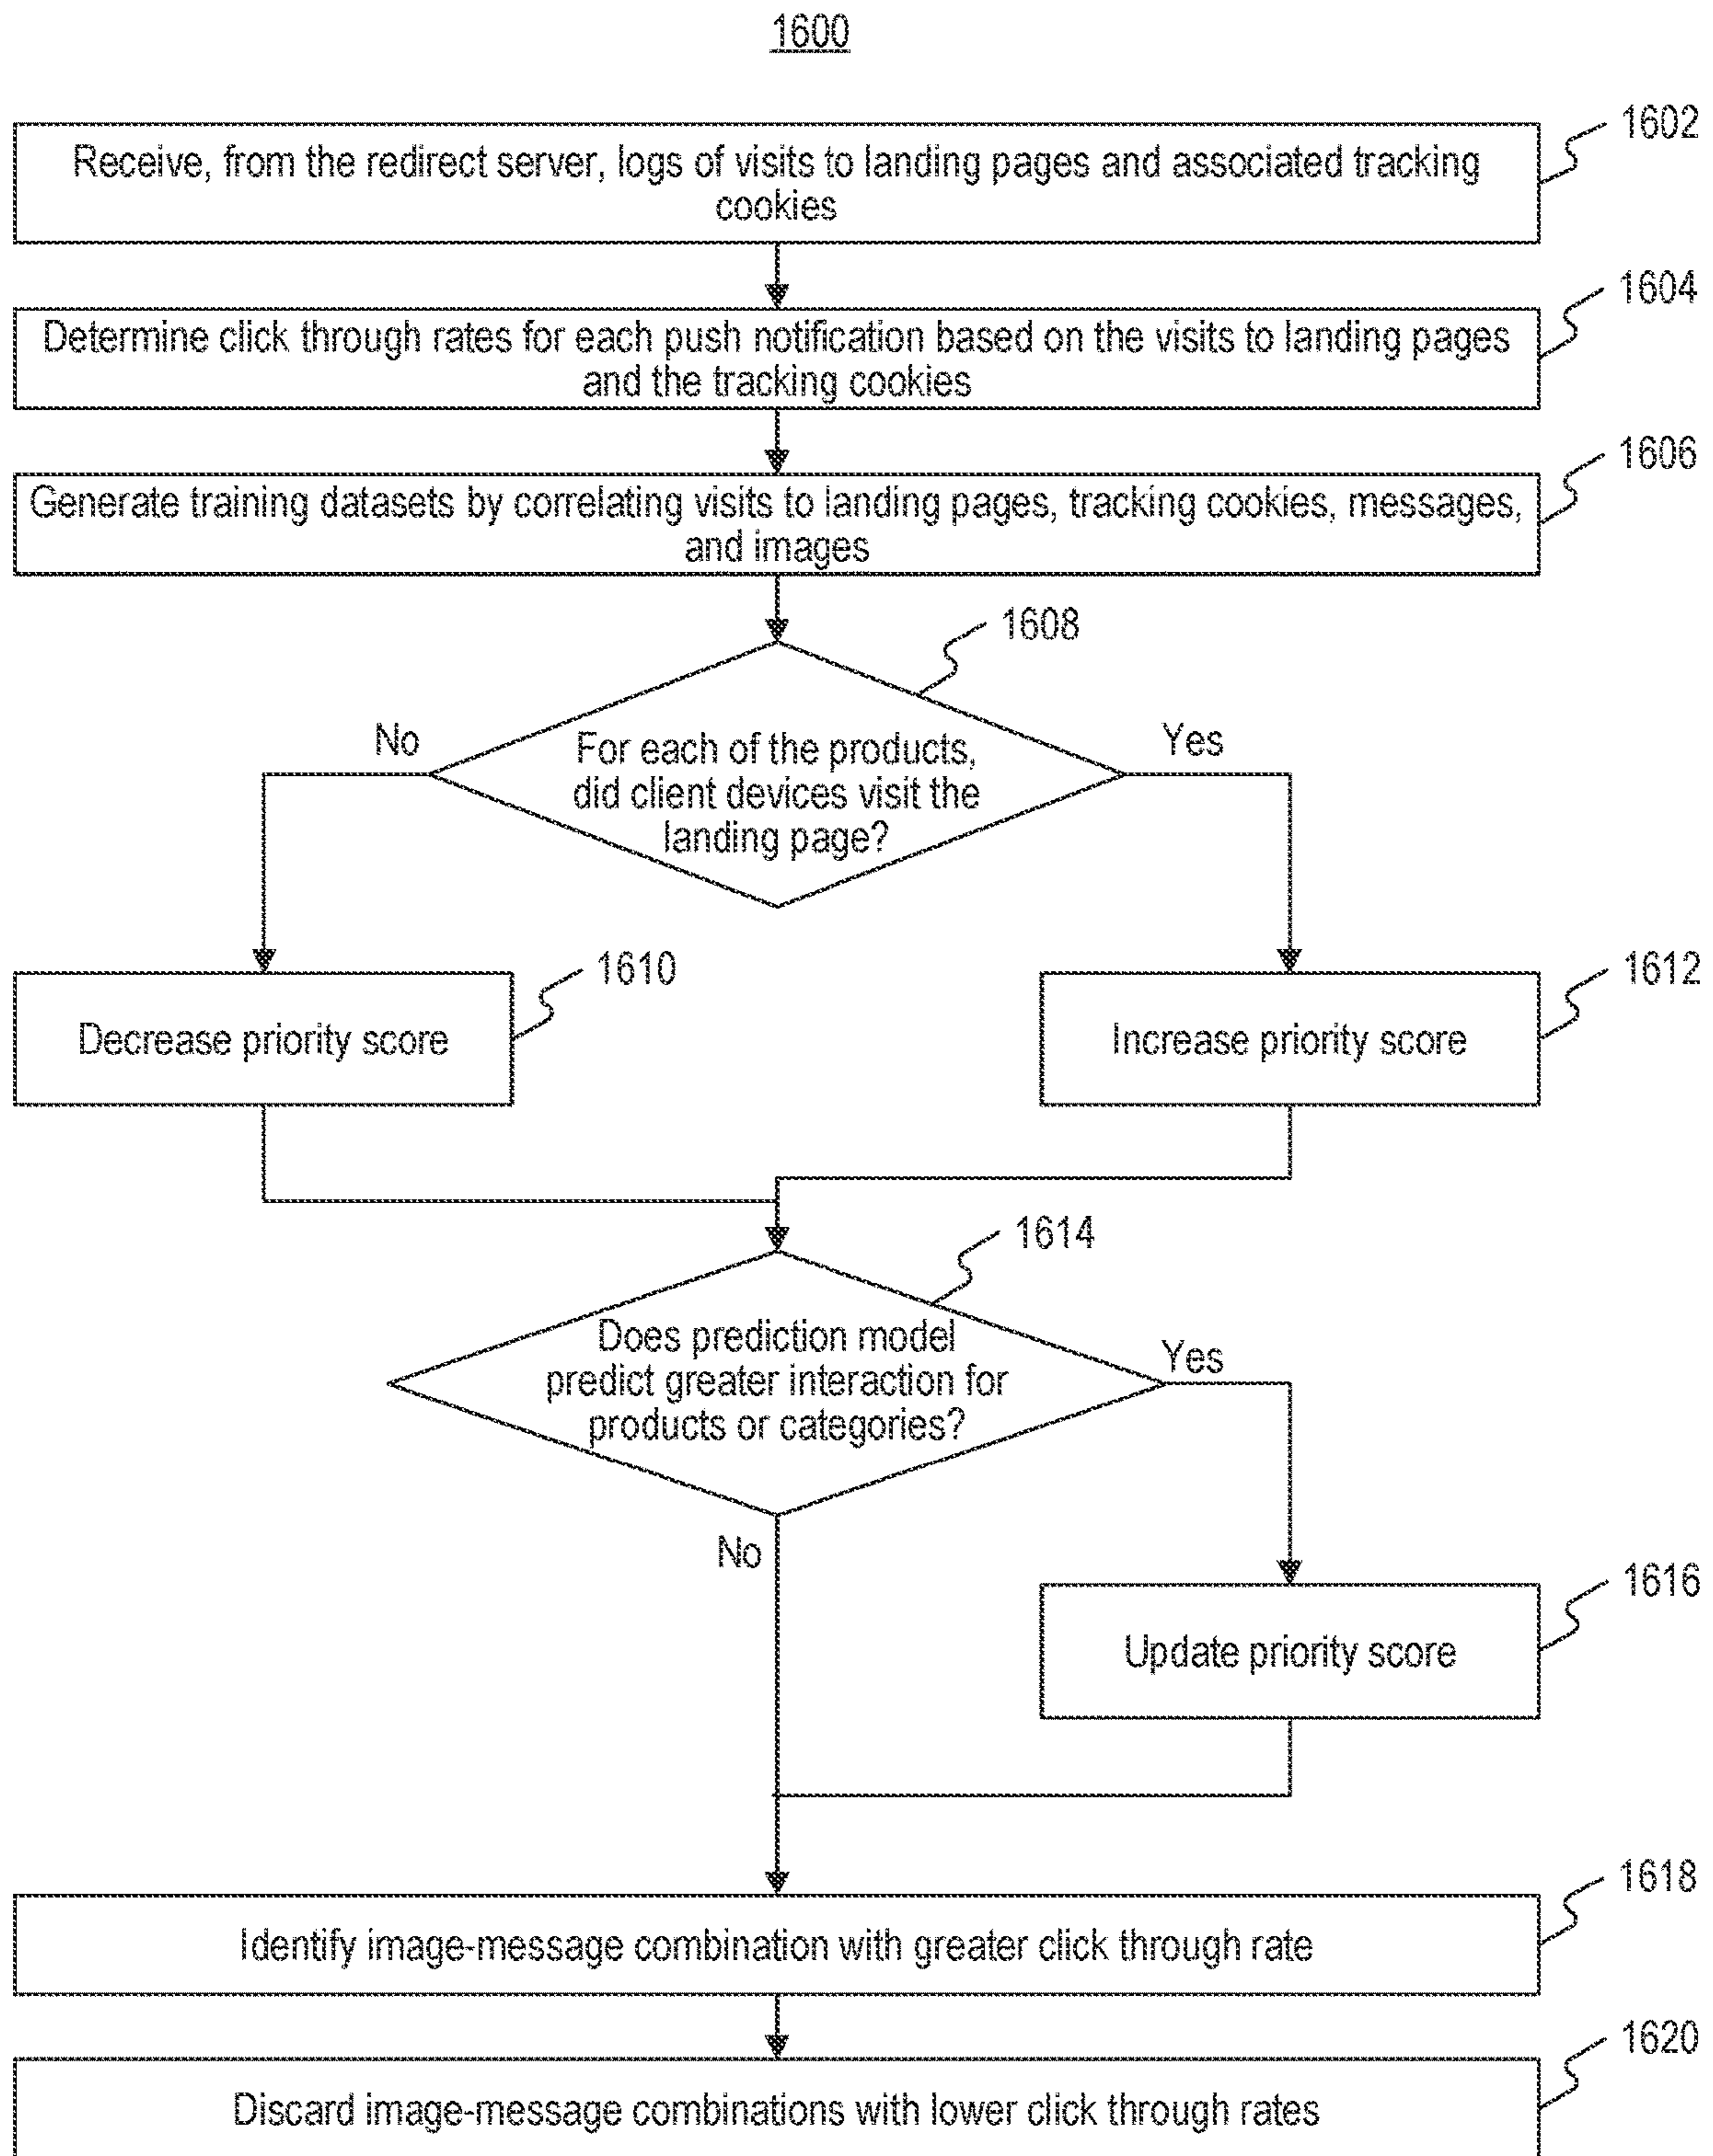 1600
1602
Receive, from the redirect server, logs of visits to landing pages and associated tracking
cookies
1604
Determine click through rates for each push notification based on the visits to landing pages
and the tracking cookies
1606
Generate training datasets by correlating visits to landing pages, tracking cookies, messages,
and images
1608
No
Yes
For each of the products,
did client devices visit the
landing page?
1610
1612
Decrease priority score
Increase priority score
1614
Does prediction model
predict greater interaction for
products or categories?
Yes
No
1616
Update priority score
1618
Identify image-message combination with greater click through rate
1620
Discard image-message combinations with lower click through rates